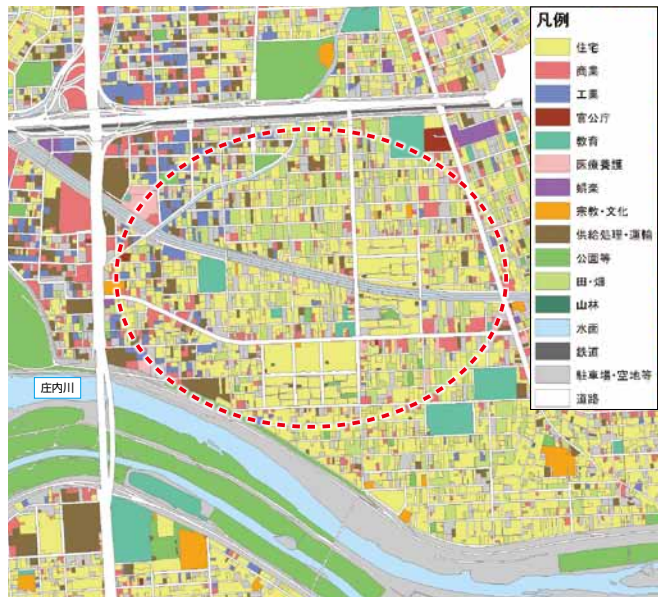 凡例
住宅
商業
工業
官公庁
教育
医療養護
娯楽
宗教・文化
供給処理・運輸
公園等
田・畑
山林
水面
鉄道
駐車場・空地等
道路
庄内川